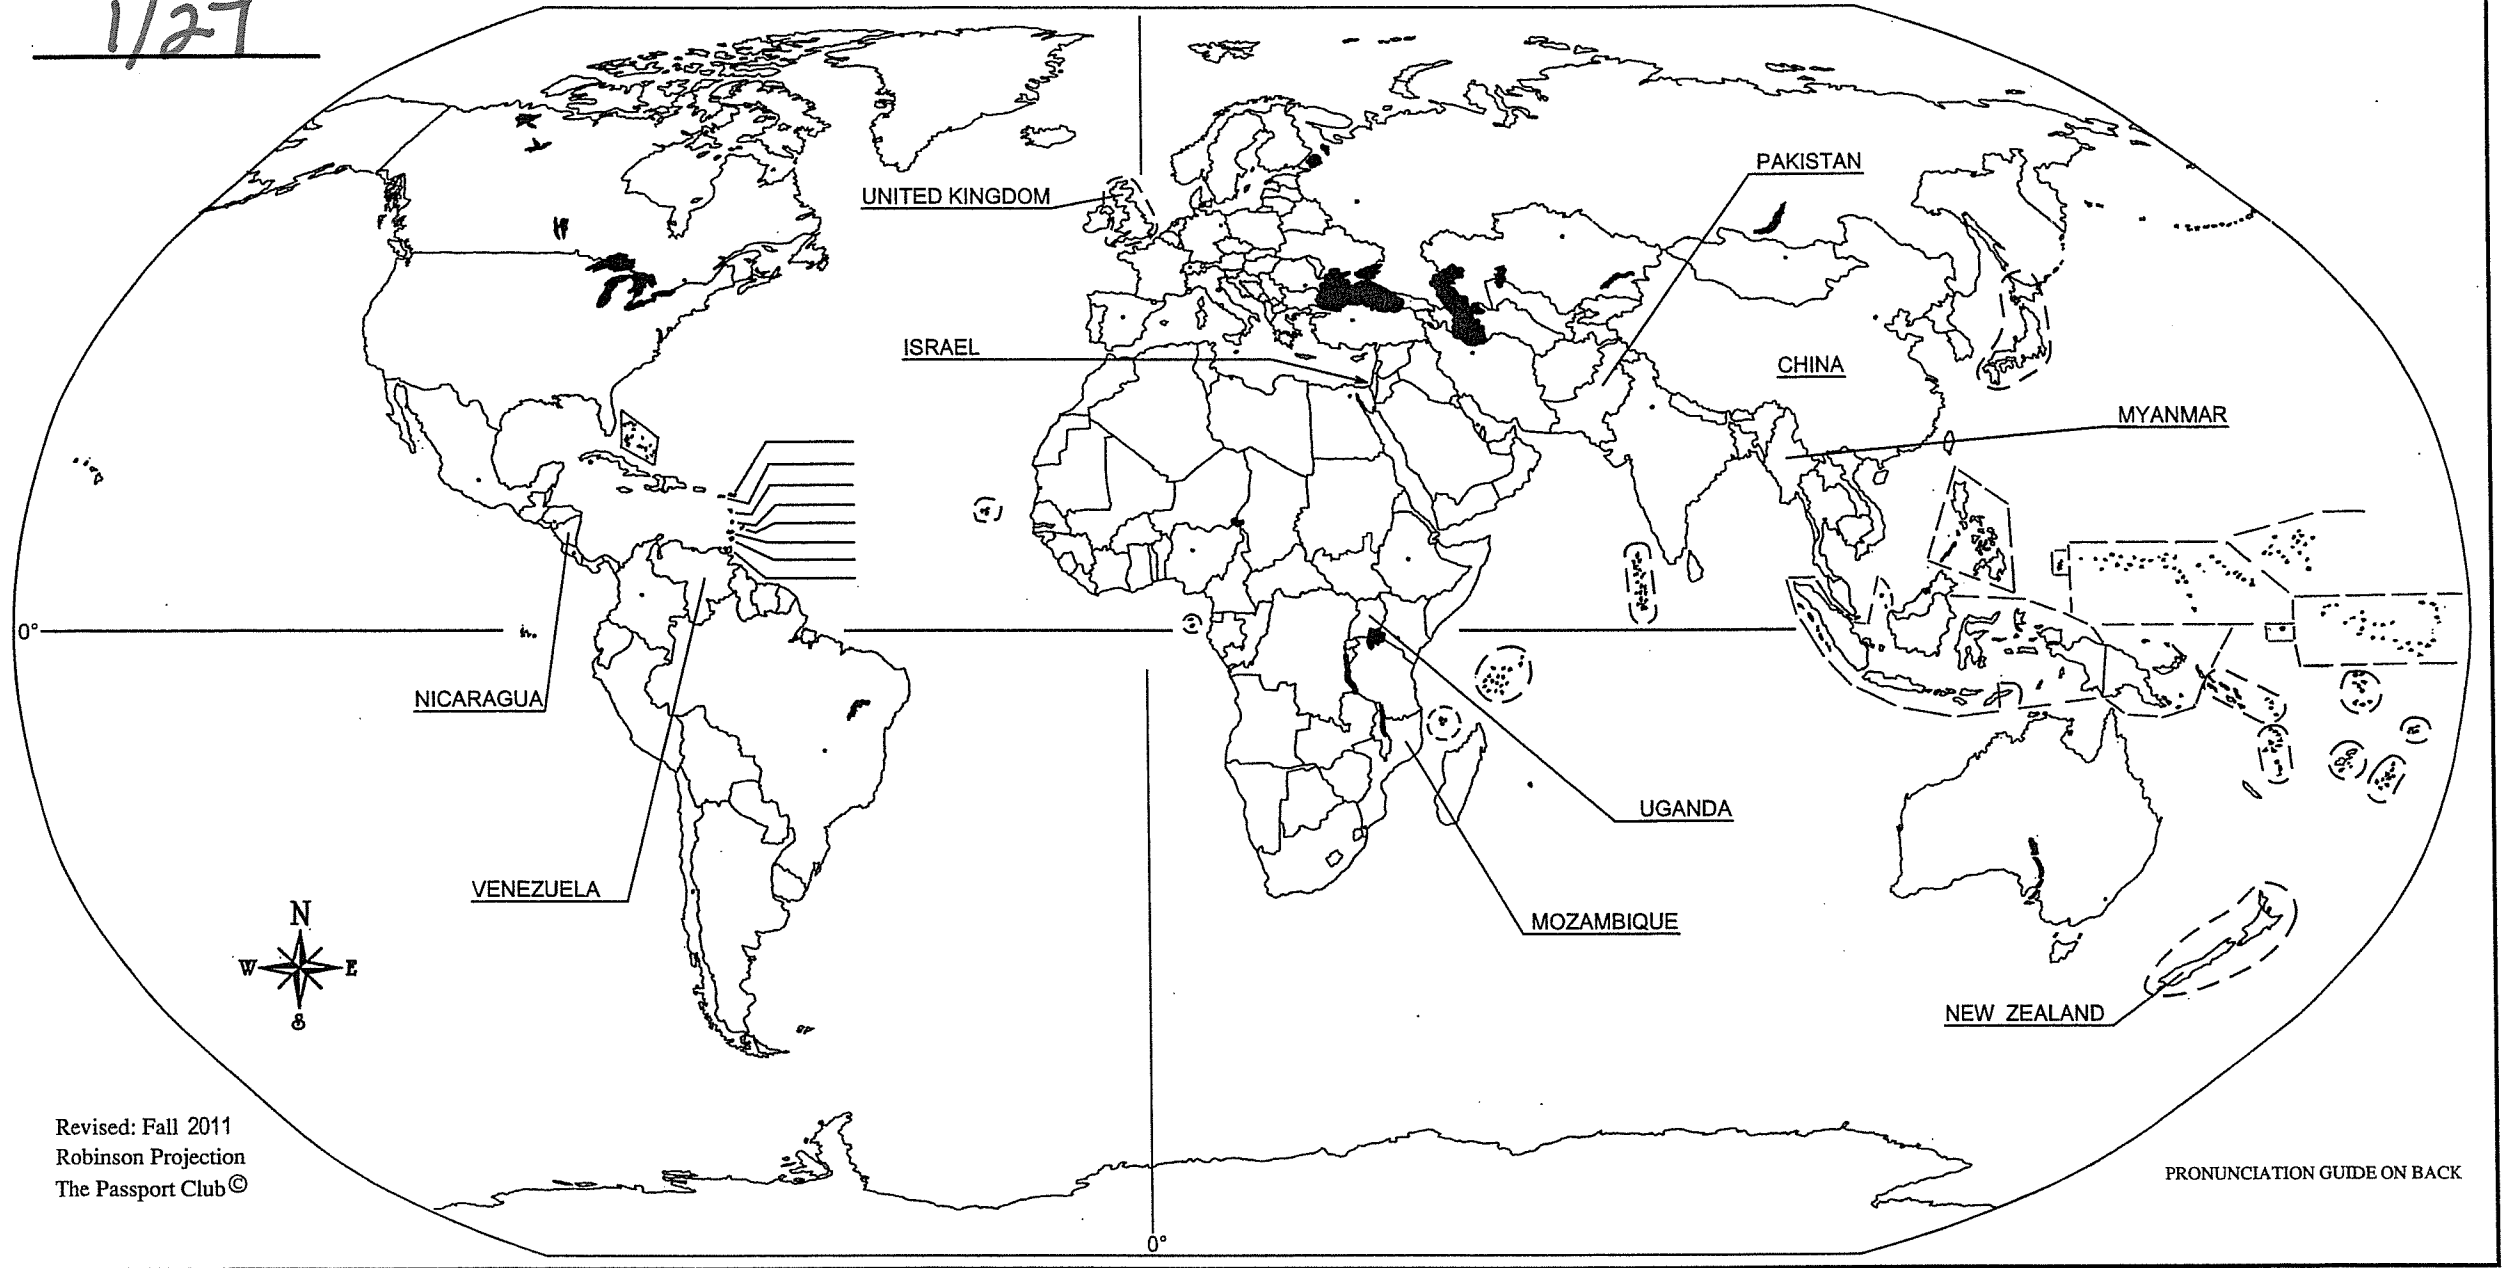 1/27
PAKISTAN
UNITED KINGDOM
ISRAEL
CHINA
MYANMAR
0°
NICARAGUA
UGANDA
VENEZUELA
MOZAMBIQUE
N
W E
S
NEW ZEALAND
Revised: Fall 2011
Robinson Projection
The Passport Club©
PRONUNCIATION GUIDE ON BACK
0°